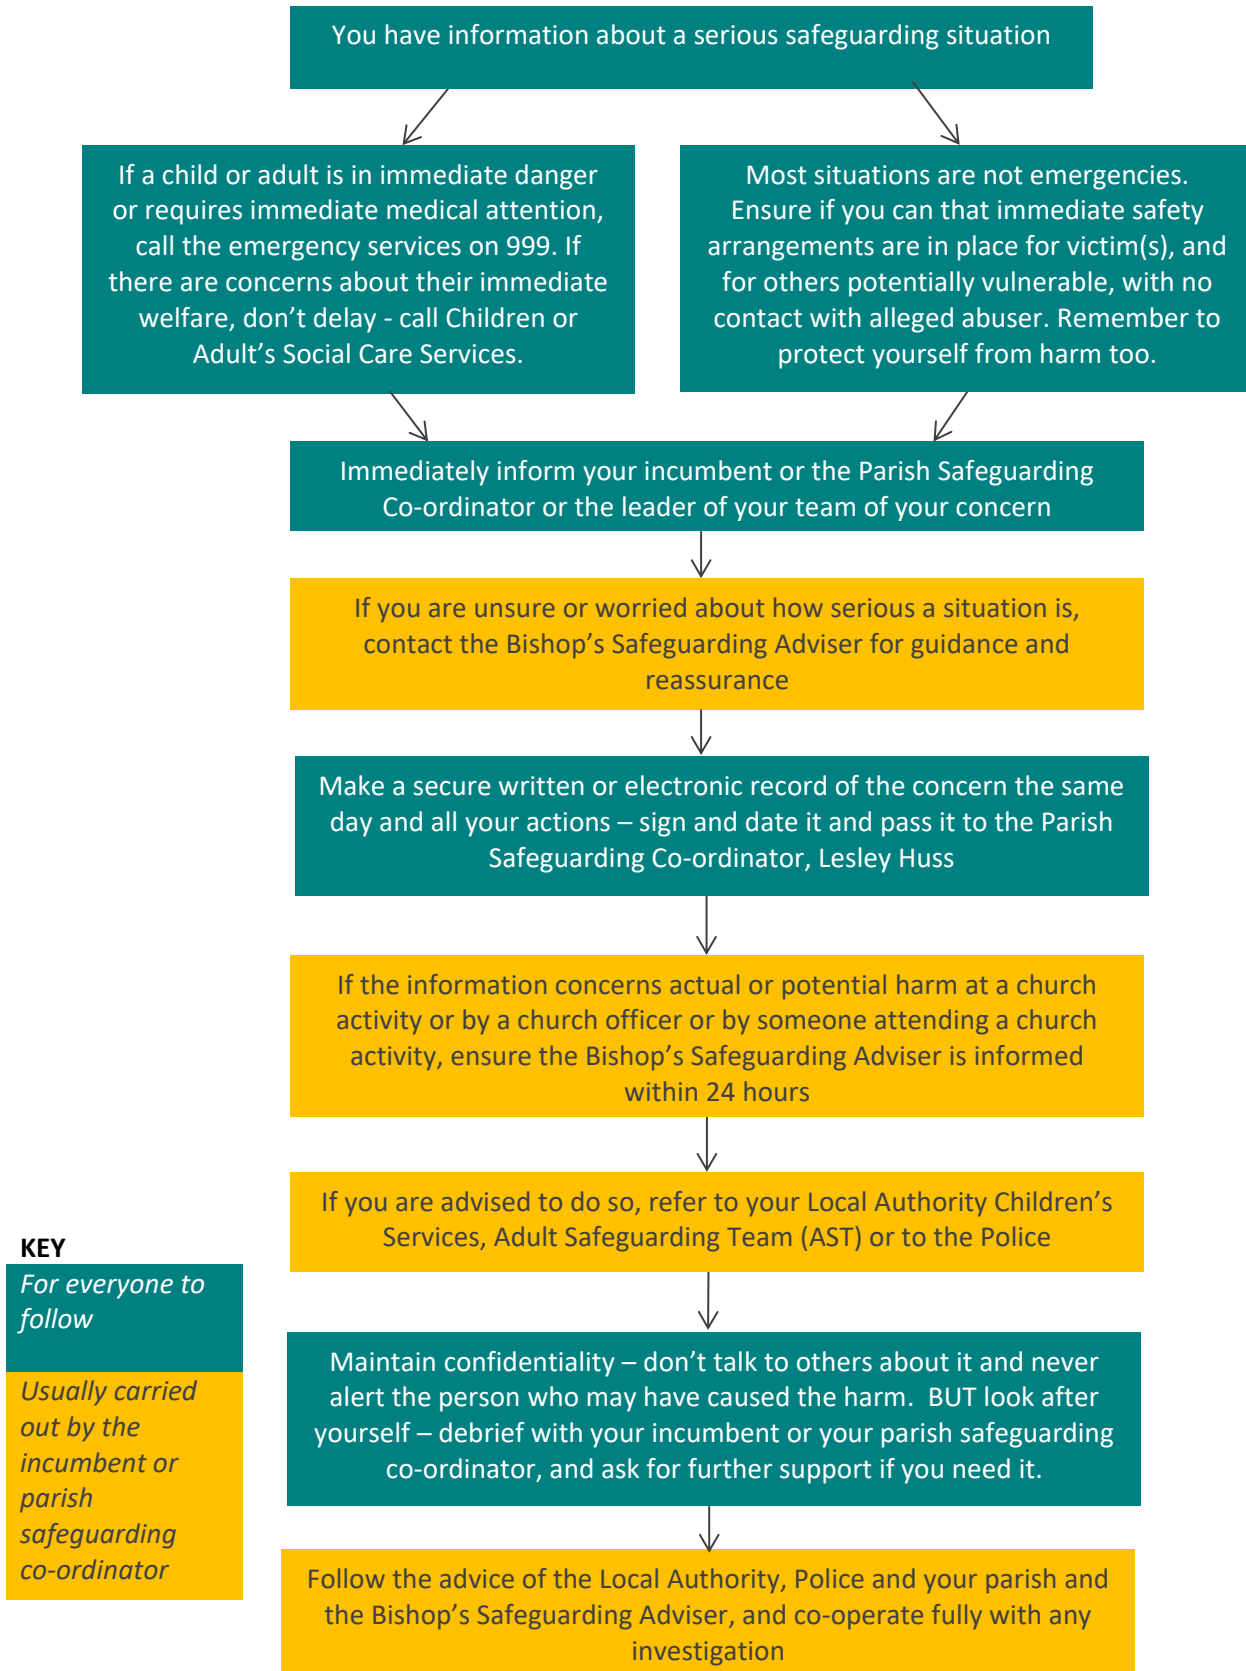 You have information about a serious safeguarding situation
If a child or adult is in immediate danger
or requires immediate medical attention,
call the emergency services on 999. If
there are concerns about their immediate
welfare, don’t delay - call Children or
Adult’s Social Care Services.
Most situations are not emergencies.
Ensure if you can that immediate safety
arrangements are in place for victim(s), and
for others potentially vulnerable, with no
contact with alleged abuser. Remember to
protect yourself from harm too.
Immediately inform your incumbent or the Parish Safeguarding
Co-ordinator or the leader of your team of your concern
If you are unsure or worried about how serious a situation is,
contact the Bishop’s Safeguarding Adviser for guidance and
reassurance
Make a secure written or electronic record of the concern the same
day and all your actions – sign and date it and pass it to the Parish
Safeguarding Co-ordinator, Lesley Huss
If the information concerns actual or potential harm at a church
activity or by a church officer or by someone attending a church
activity, ensure the Bishop’s Safeguarding Adviser is informed
within 24 hours
If you are advised to do so, refer to your Local Authority Children’s
Services, Adult Safeguarding Team (AST) or to the Police
Maintain confidentiality – don’t talk to others about it and never
alert the person who may have caused the harm.  BUT look after
yourself – debrief with your incumbent or your parish safeguarding
co-ordinator, and ask for further support if you need it.
Follow the advice of the Local Authority, Police and your parish and
the Bishop’s Safeguarding Adviser, and co-operate fully with any
investigation
KEY
For everyone to
follow
Usually carried
out by the
incumbent or
parish
safeguarding
co-ordinator